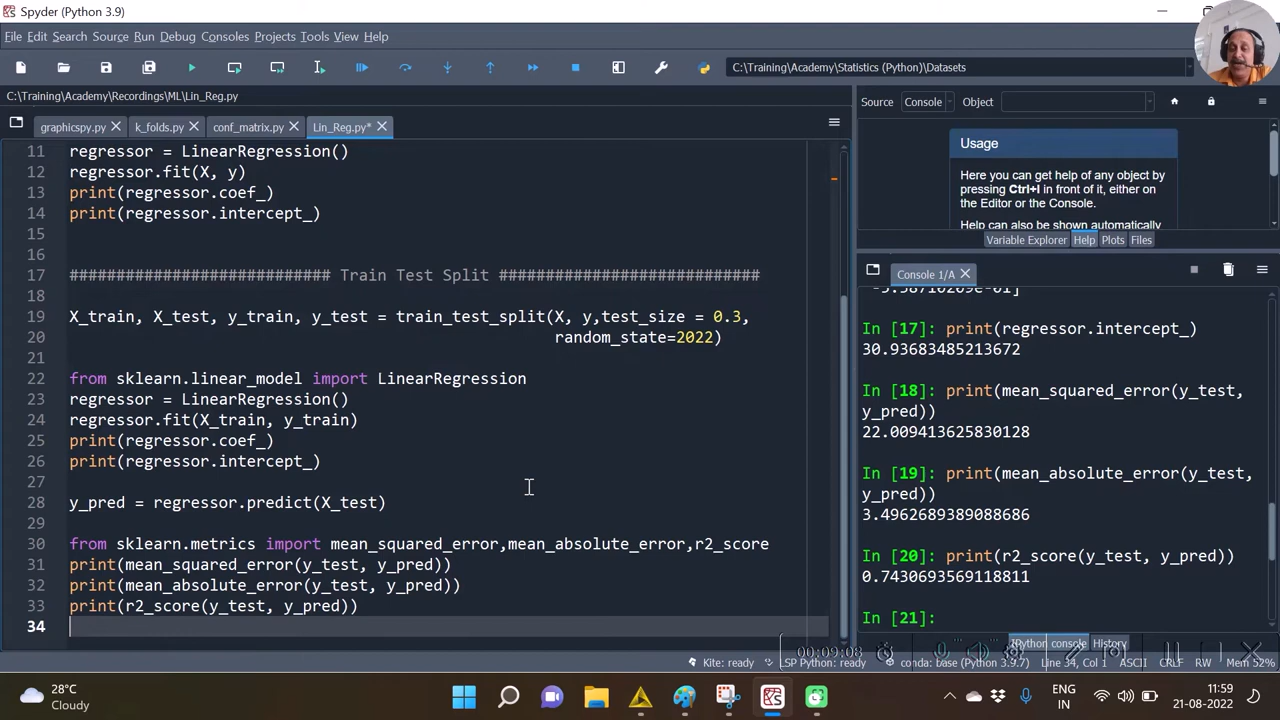 Spyder (Python 3.9)
File Edit Search Source Run Debug Consoles Projects Tools View Help
C:\Training\Academy\Statistics (Python)\Datasets
C:\Training\Academy\Recordings\ML\Lin_Reg.py
graphicspy.py k_folds.py conf_matrix.py Lin_Reg.py*
11 regressor = LinearRegression()
12 regressor.fit(X, y)
13 print(regressor.coef_)
14 print(regressor.intercept_)
15
16
17 ############################ Train Test Split ############################
18
19 X_train, X_test, y_train, y_test = train_test_split(X, y,test_size = 0.3,
20 random_state=2022)
21
22 from sklearn.linear_model import LinearRegression
23 regressor = LinearRegression()
24 regressor.fit(X_train, y_train)
25 print(regressor.coef_)
26 print(regressor.intercept_)
27
28 y_pred = regressor.predict(X_test)
29
30 from sklearn.metrics import mean_squared_error,mean_absolute_error,r2_score
31 print(mean_squared_error(y_test, y_pred))
32 print(mean_absolute_error(y_test, y_pred))
33 print(r2_score(y_test, y_pred))
34
Source Console Object
Usage
Here you can get help of any object by
pressing Ctrl+I in front of it, either on
the Editor or the Console.
Help can also be shown automatically
Variable Explorer Help Plots Files
Console 1/A
In [17]: print(regressor.intercept_)
30.93683485213672
In [18]: print(mean_squared_error(y_test,
y_pred))
22.009413625830128
In [19]: print(mean_absolute_error(y_test,
y_pred))
3.4962689389088686
In [20]: print(r2_score(y_test, y_pred))
0.7430693569118811
In [21]:
IPython console History
00:09:08
Kite: ready LSP Python: ready conda: base (Python 3.9.7) Line 34, Col 1 ASCII CRLF RW Mem 52%
28°C
Cloudy
ENG
IN
11:59
21-08-2022